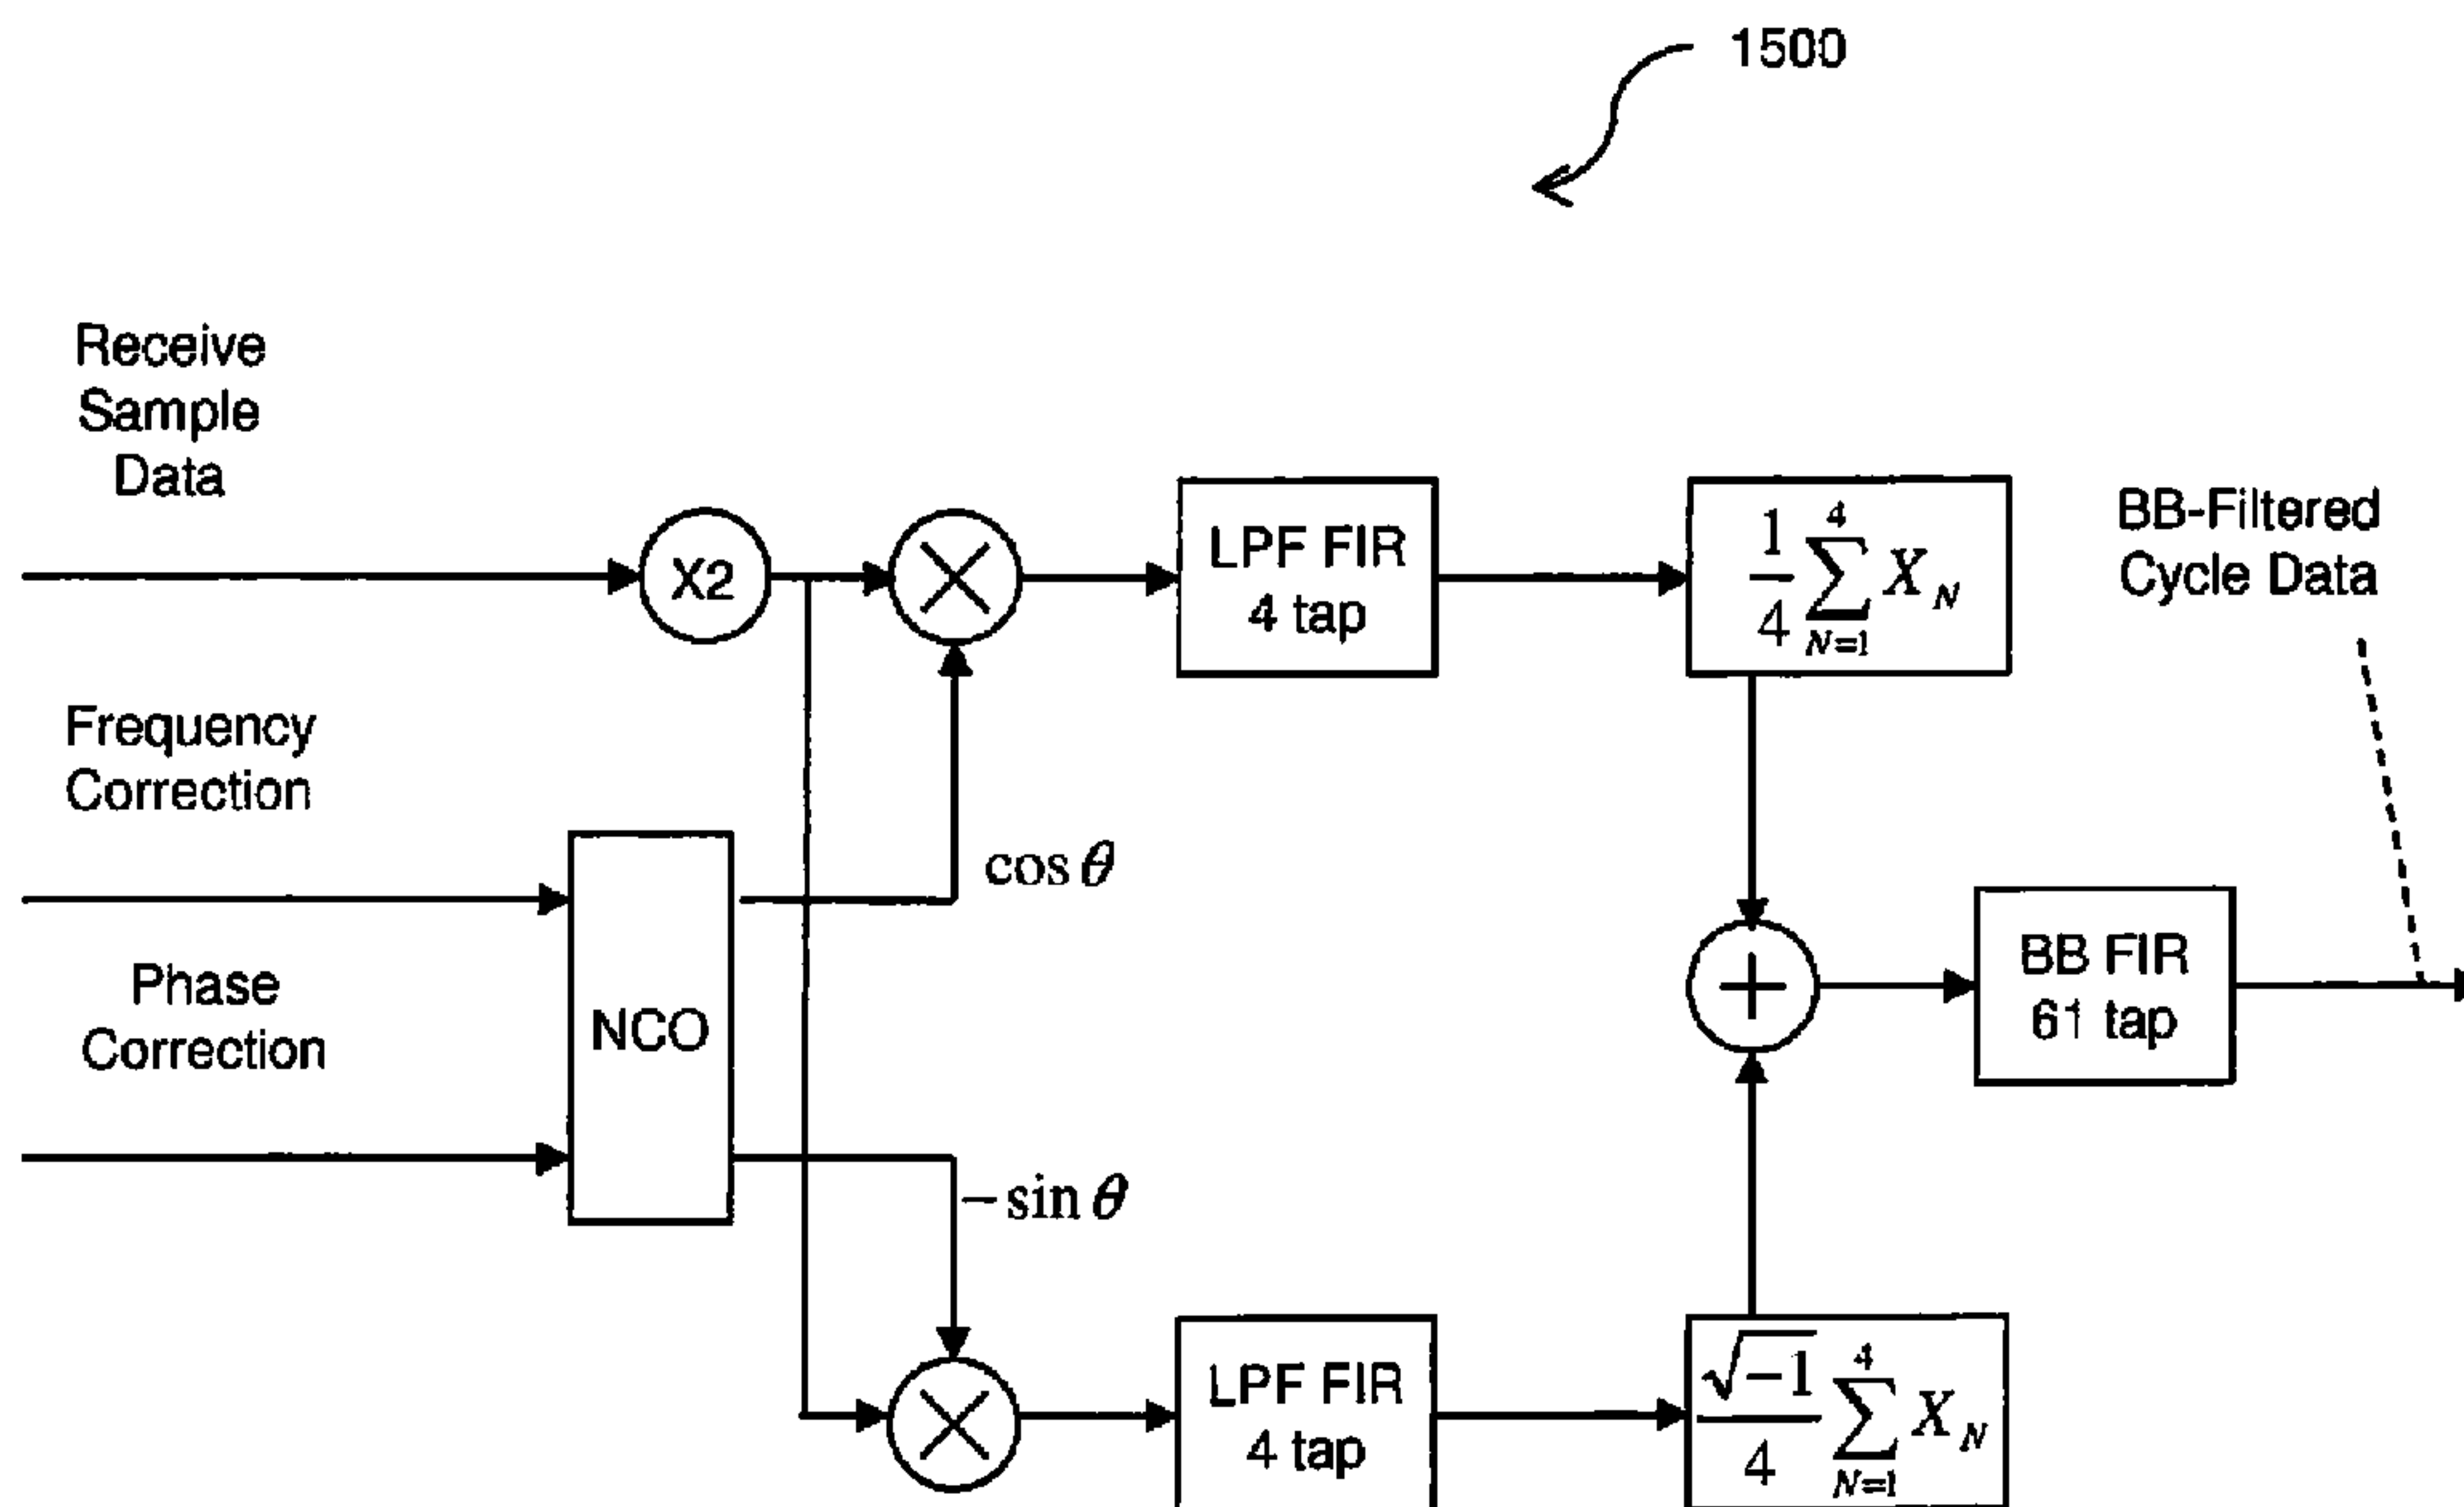 1500
Receive
Sample
Data
X2
LPF FIR
4 tap
1/4 ∑_{N=1}^{4} X_N
BB-Filtered
Cycle Data
Frequency
Correction
cos θ
Phase
Correction
NCO
BB FIR
61 tap
− sin θ
LPF FIR
4 tap
√−1/4 ∑_{N=1}^{4} X_N